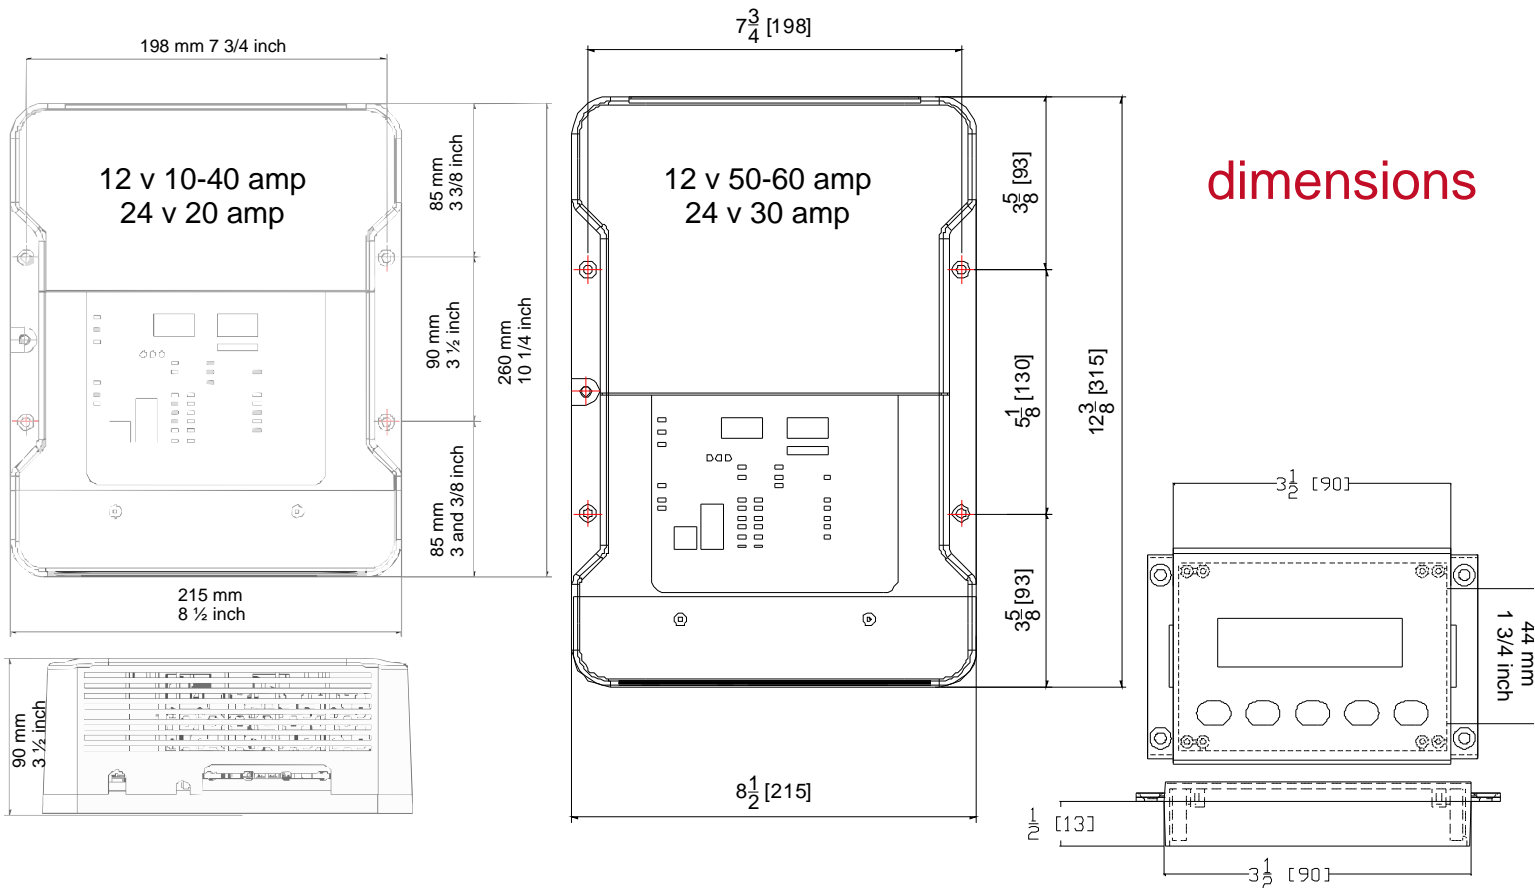 198 mm 7 3/4 inch
12 v 10-40 amp
24 v 20 amp
85 mm
3 3/8 inch
90 mm
3 ½ inch
260 mm
10 1/4 inch
85 mm
3 and 3/8 inch
215 mm
8 ½ inch
90 mm
3 ½ inch
7 3/4 [198]
12 v 50-60 amp
24 v 30 amp
3 5/8 [93]
5 1/8 [130]
12 3/8 [315]
3 5/8 [93]
8 1/2 [215]
dimensions
3 1/2 [90]
44 mm
1 3/4 inch
1/2 [13]
3 1/2 [90]